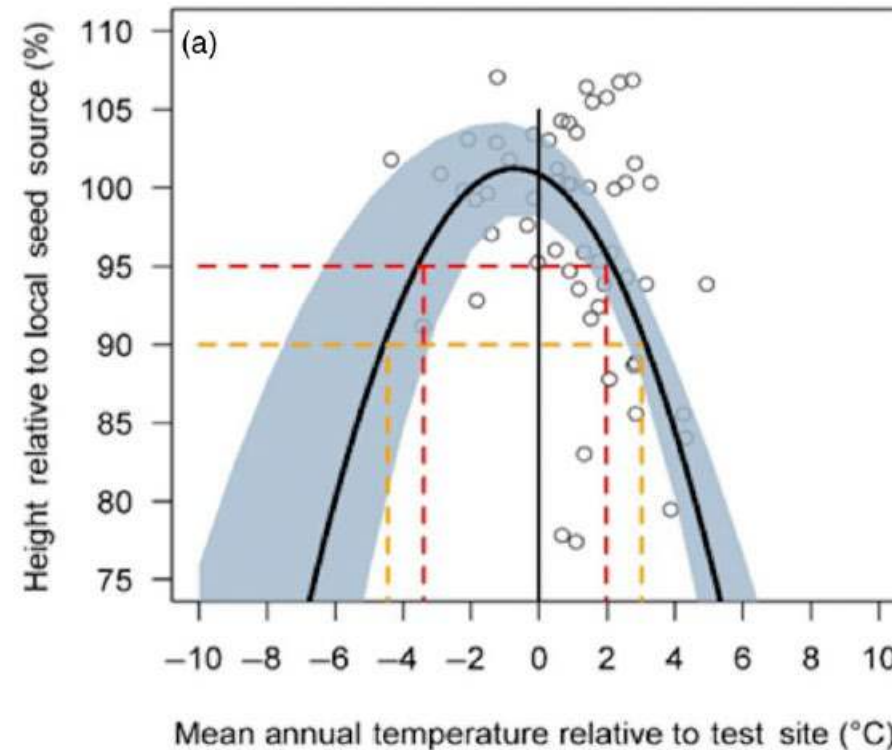 (a)
Height relative to local seed source (%)
110
105
100
95
90
85
80
75
−10 −8 −6 −4 −2 0 2 4 6 8 10
Mean annual temperature relative to test site (°C)